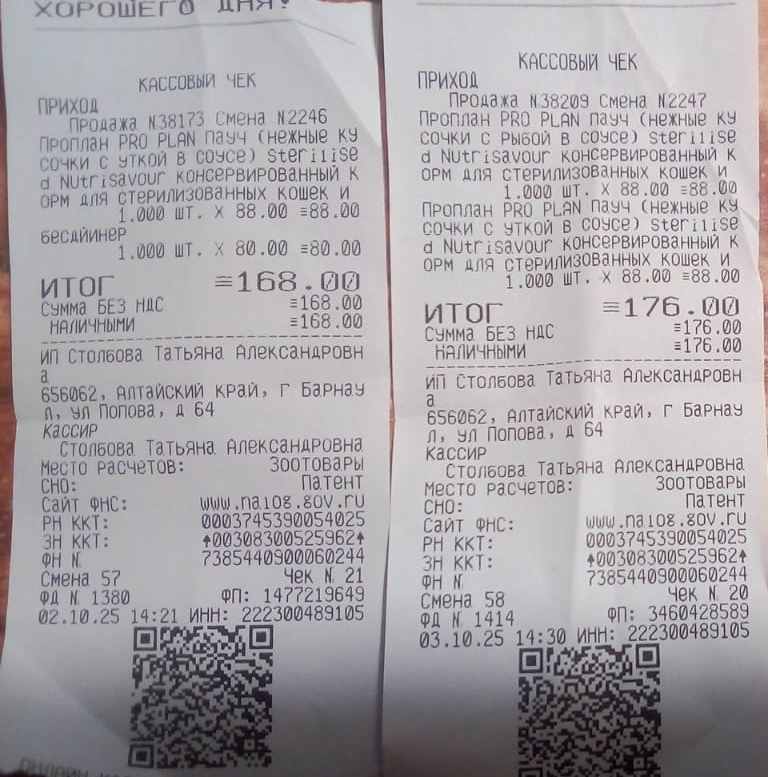 ХОРОШЕГО ДНЯ!
КАССОВЫЙ ЧЕК
ПРИХОД
Продажа N38173 Смена N2246
Проплан PRO PLAN пауч (нежные ку
сочки с уткой в соусе) Sterilise
d Nutrisavour консервированный к
орм для стерилизованных кошек и
1.000 шт. X 88.00 ≡88.00
бесдйинер
1.000 шт. X 80.00 ≡80.00
ИТОГ ≡168.00
Сумма БЕЗ НДС ≡168.00
НАЛИЧНЫМИ ≡168.00
ИП Столбова Татьяна Александровн
а
656062, Алтайский край, г Барнау
л, ул Попова, д 64
Кассир
Столбова Татьяна Александровна
Место расчетов: Зоотовары
СНО: Патент
Сайт ФНС: www.nalog.gov.ru
РН ККТ: 0003745390054025
ЗН ККТ: ↑00308300525962↑
ФН № 7385440900060244
Смена 57 Чек № 21
ФД № 1380 ФП: 1477219649
02.10.25 14:21 ИНН: 222300489105
КАССОВЫЙ ЧЕК
ПРИХОД
Продажа N38209 Смена N2247
Проплан PRO PLAN пауч (нежные ку
сочки с рыбой в соусе) Sterilise
d Nutrisavour консервированный к
орм для стерилизованных кошек и
1.000 шт. X 88.00 ≡88.00
Проплан PRO PLAN пауч (нежные ку
сочки с уткой в соусе) Sterilise
d Nutrisavour консервированный к
орм для стерилизованных кошек и
1.000 шт. X 88.00 ≡88.00
ИТОГ ≡176.00
Сумма БЕЗ НДС ≡176.00
НАЛИЧНЫМИ ≡176.00
ИП Столбова Татьяна Александровн
а
656062, Алтайский край, г Барнау
л, ул Попова, д 64
Кассир
Столбова Татьяна Александровна
Место расчетов: Зоотовары
СНО: Патент
Сайт ФНС: www.nalog.gov.ru
РН ККТ: 0003745390054025
ЗН ККТ: ↑00308300525962↑
ФН № 7385440900060244
Смена 58 Чек № 20
ФД № 1414 ФП: 3460428589
03.10.25 14:30 ИНН: 222300489105